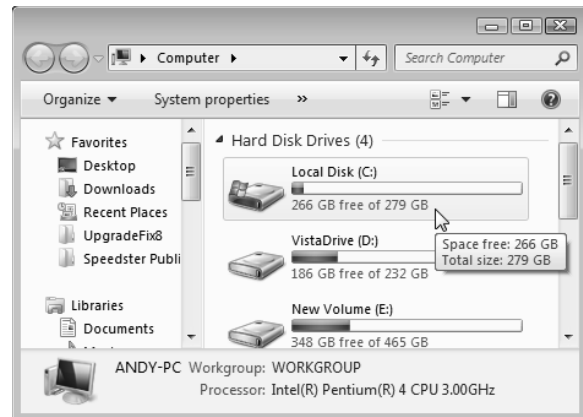 Computer
Search Computer
Organize
System properties
»
Favorites
Desktop
Downloads
Recent Places
UpgradeFix8
Speedster Publi
Libraries
Documents
Hard Disk Drives (4)
Local Disk (C:)
266 GB free of 279 GB
Space free: 266 GB
Total size: 279 GB
VistaDrive (D:)
186 GB free of 232 GB
New Volume (E:)
348 GB free of 465 GB
ANDY-PC Workgroup: WORKGROUP
Processor: Intel(R) Pentium(R) 4 CPU 3.00GHz